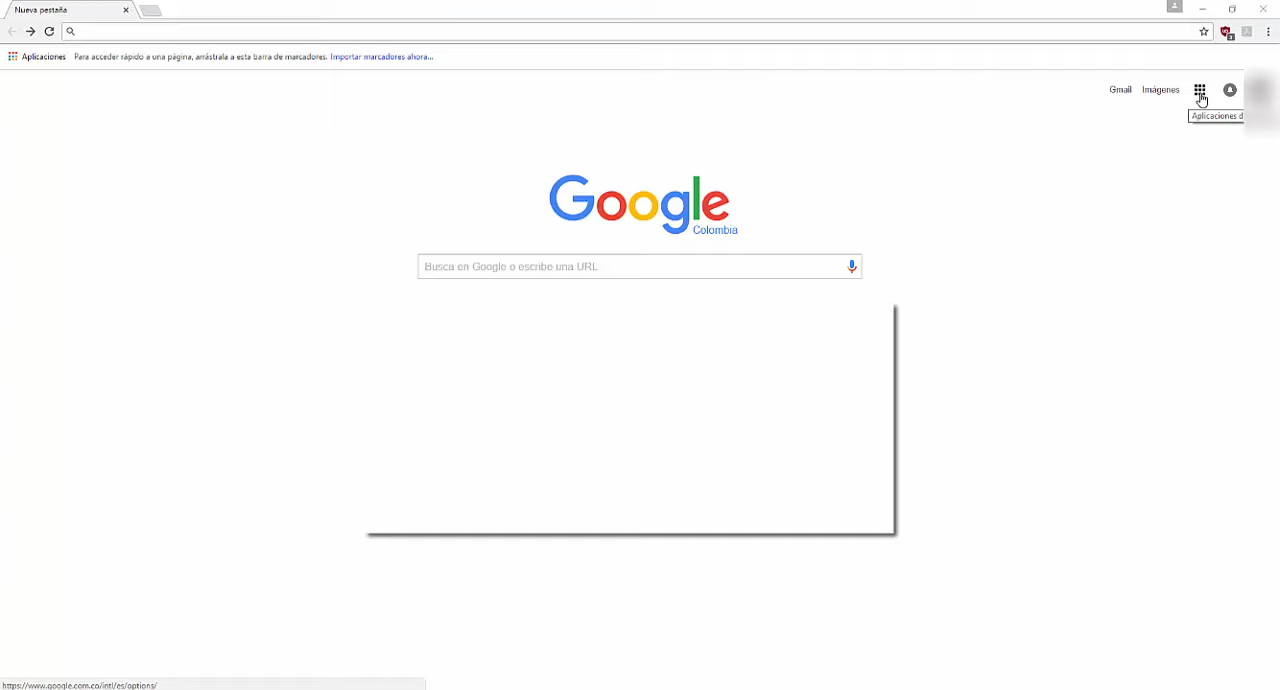 Nueva pestaña
Aplicaciones Para acceder rápido a una página, arrástrala a esta barra de marcadores. Importar marcadores ahora...
Gmail Imágenes
Aplicaciones d
Google
Colombia
Busca en Google o escribe una URL
https://www.google.com.co/intl/es/options/